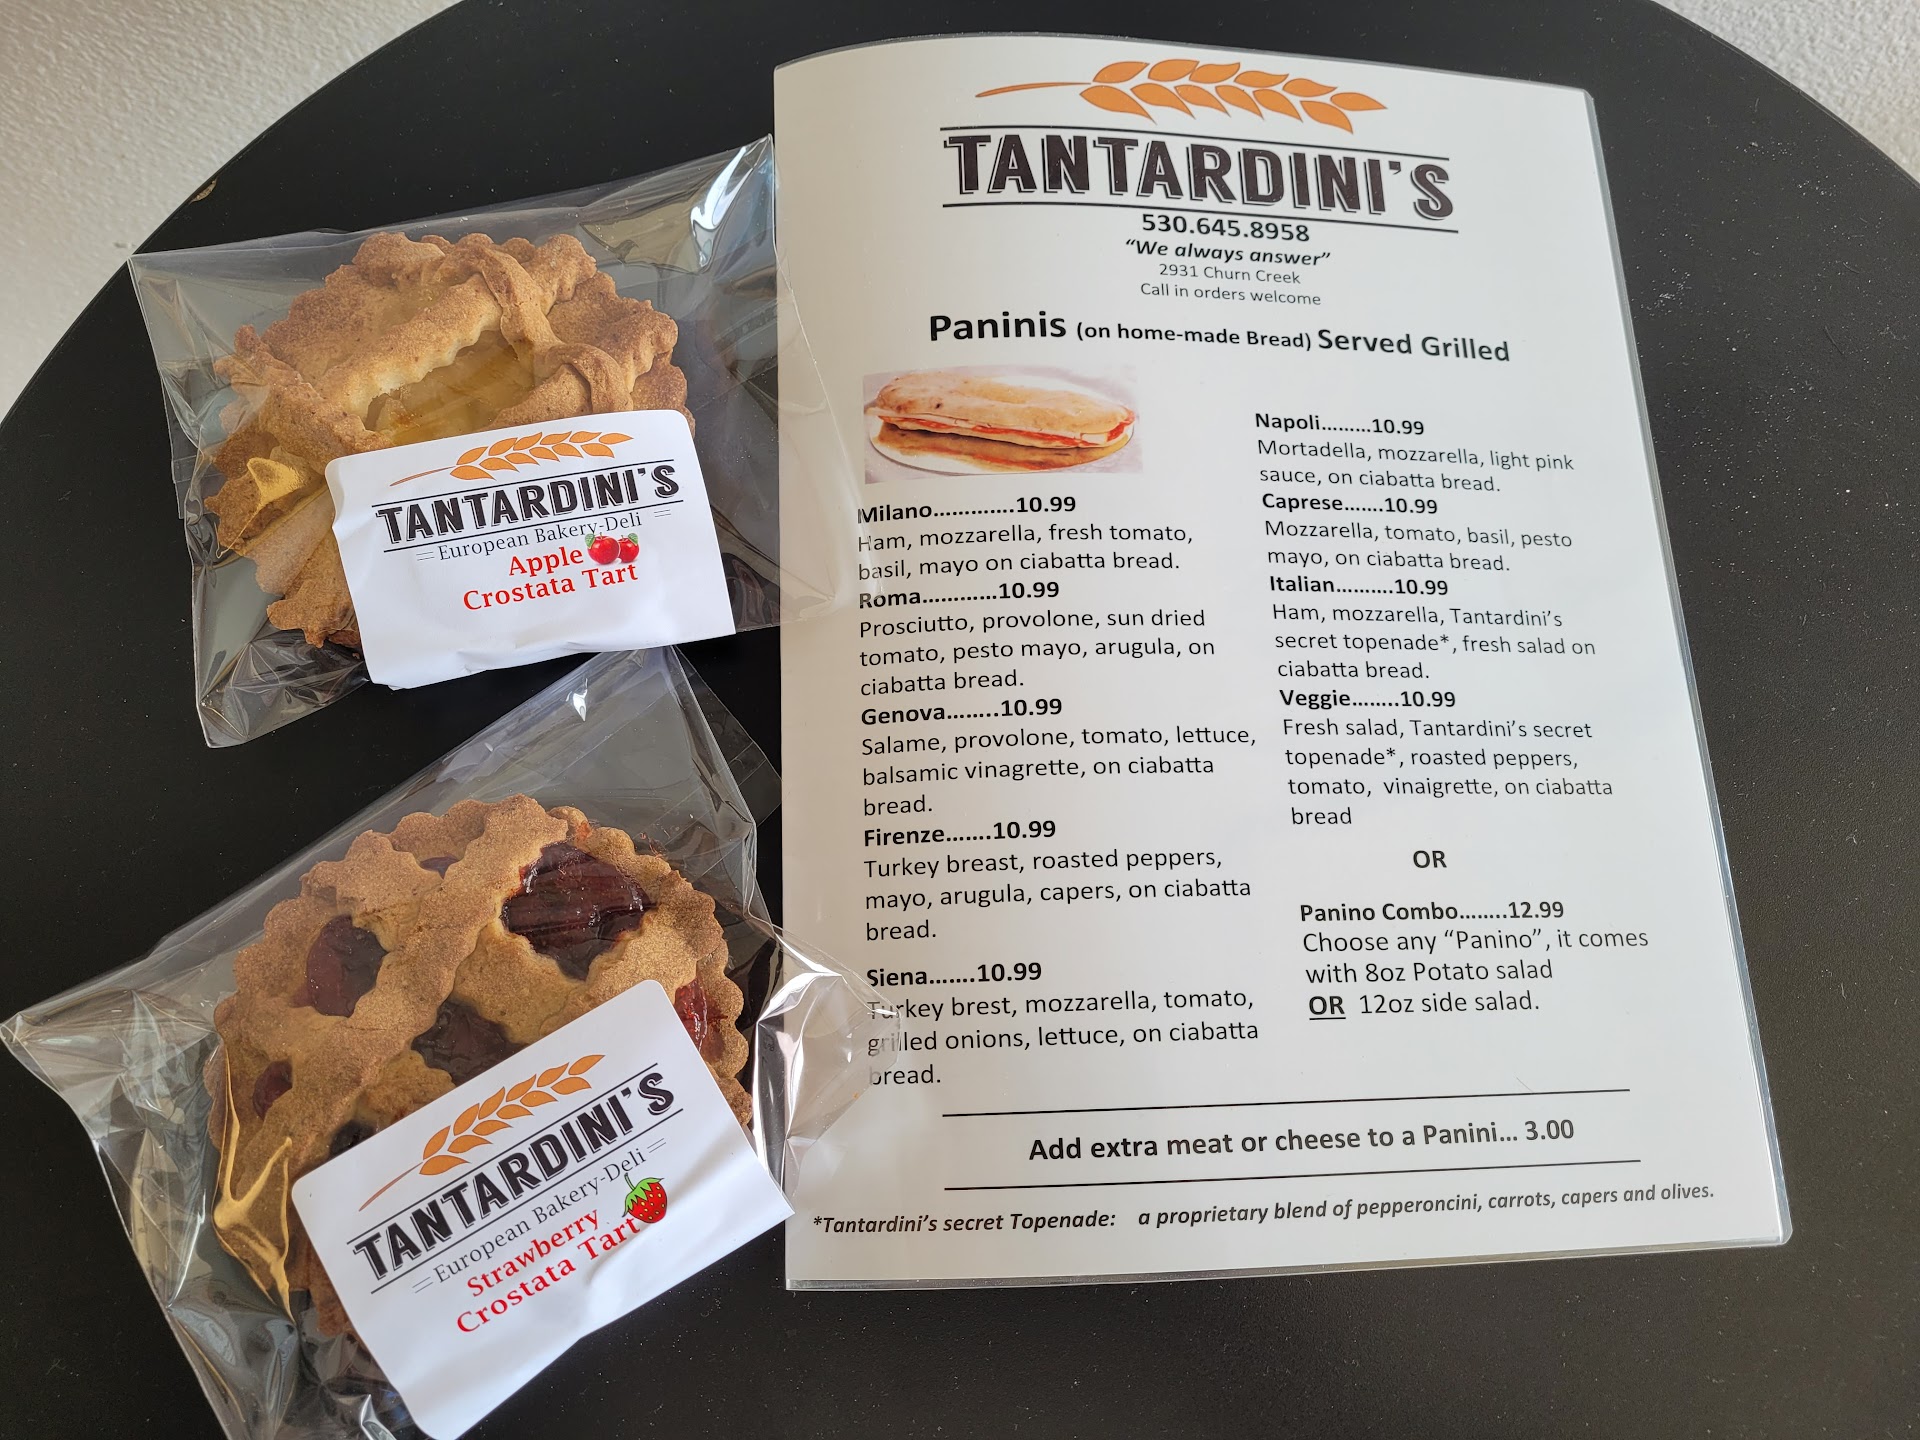 TANTARDINI'S
European Bakery-Deli
Apple
Crostata Tart
TANTARDINI'S
European Bakery-Deli
Strawberry
Crostata Tart
TANTARDINI'S
530.645.8958
“We always answer”
2931 Churn Creek
Call in orders welcome
Paninis (on home-made Bread) Served Grilled
Milano.............10.99
Ham, mozzarella, fresh tomato,
basil, mayo on ciabatta bread.
Roma............10.99
Prosciutto, provolone, sun dried
tomato, pesto mayo, arugula, on
ciabatta bread.
Genova........10.99
Salame, provolone, tomato, lettuce,
balsamic vinagrette, on ciabatta
bread.
Firenze.......10.99
Turkey breast, roasted peppers,
mayo, arugula, capers, on ciabatta
bread.
Siena.......10.99
Turkey brest, mozzarella, tomato,
grilled onions, lettuce, on ciabatta
bread.
Napoli.........10.99
Mortadella, mozzarella, light pink
sauce, on ciabatta bread.
Caprese.......10.99
Mozzarella, tomato, basil, pesto
mayo, on ciabatta bread.
Italian..........10.99
Ham, mozzarella, Tantardini’s
secret topenade*, fresh salad on
ciabatta bread.
Veggie........10.99
Fresh salad, Tantardini’s secret
topenade*, roasted peppers,
tomato, vinaigrette, on ciabatta
bread
OR
Panino Combo........12.99
Choose any “Panino”, it comes
with 8oz Potato salad
OR 12oz side salad.
Add extra meat or cheese to a Panini... 3.00
*Tantardini’s secret Topenade: a proprietary blend of pepperoncini, carrots, capers and olives.